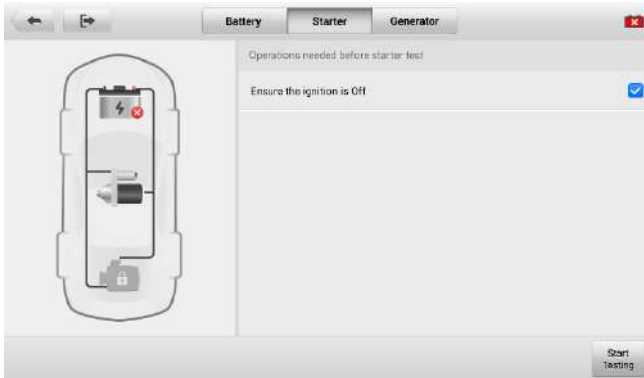 Battery Starter Generator
Operations needed before starter test
Ensure the ignition is Off
Start
Testing